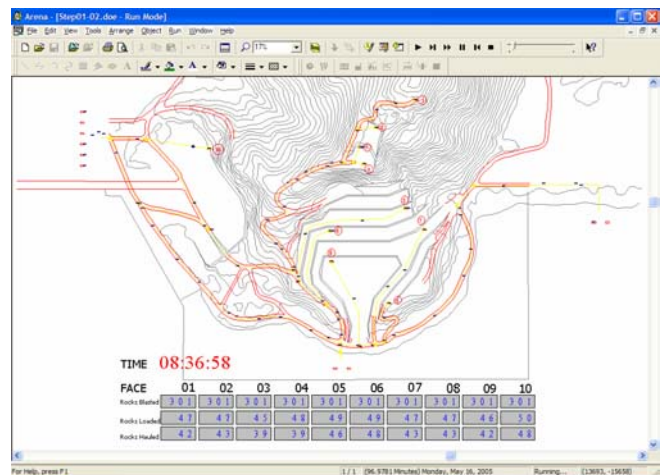 Arena - [Step01-02.doe - Run Mode]
File Edit View Tools Arrange Object Run Window Help
17%
TIME 08:36:58
FACE 01 02 03 04 05 06 07 08 09 10
Rocks Blasted 301 301 301 301 301 301 301 301 301 301
Rocks Loaded 47 47 45 48 49 49 47 47 46 50
Rocks Hauled 42 43 39 39 46 48 43 43 42 48
For Help, press F1 1 / 1 (96.9781 Minutes) Monday, May 16, 2005 Running... (13693, -15658)